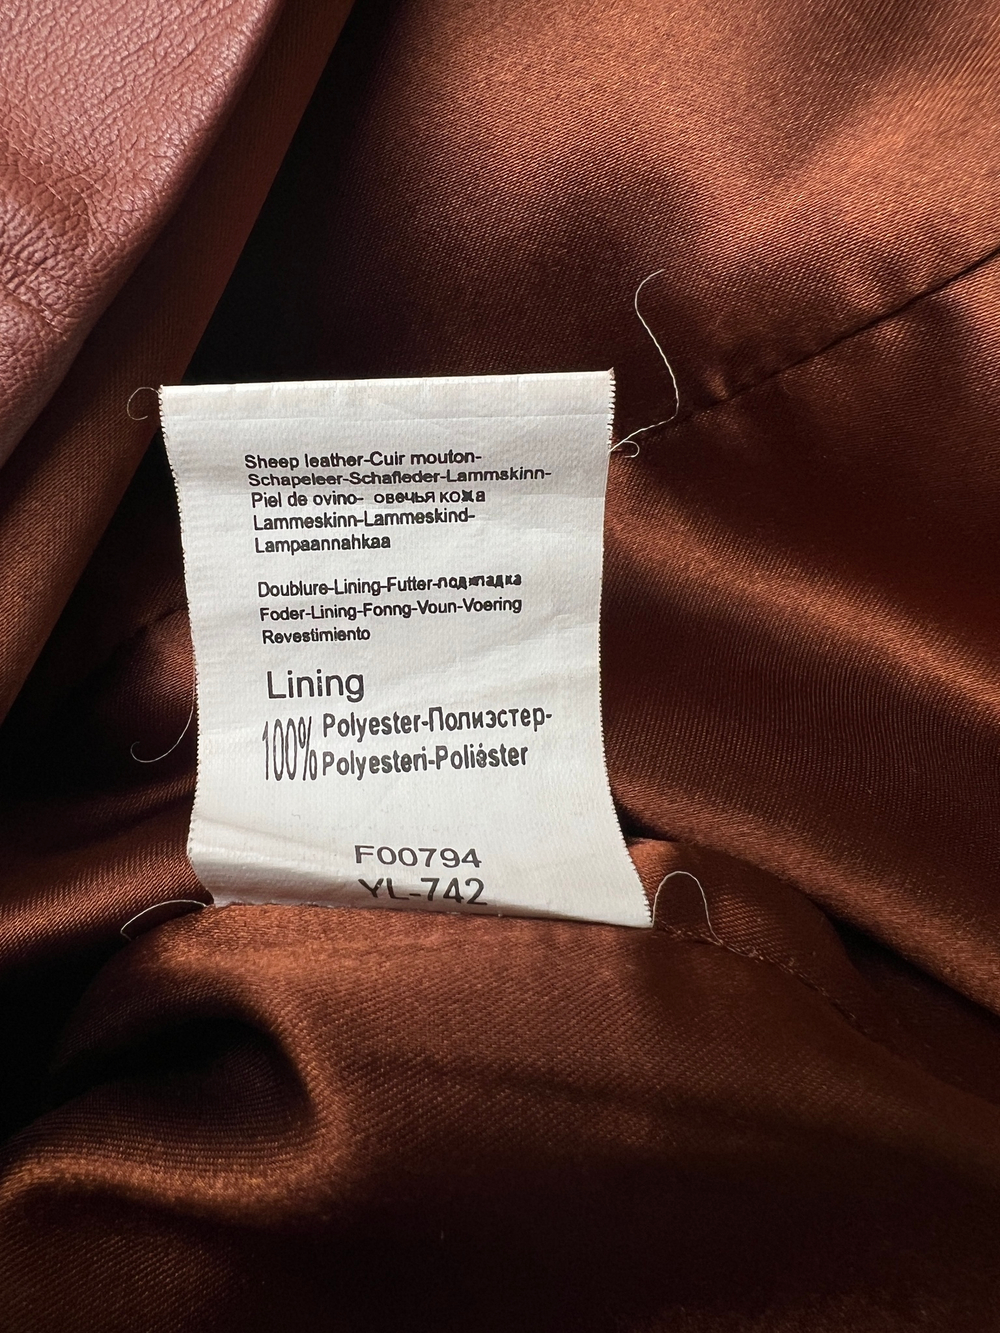 Sheep leather-Cuir mouton-
Schapeleer-Schafleder-Lammskinn-
Piel de ovino- овечья кожа
Lammeskinn-Lammeskind-
Lampaannahkaa
Doublure-Lining-Futter-подкладка
Foder-Lining-Fonng-Voun-Voering
Revestimiento
Lining
100% Polyester-Полиэстер-
Polyesteri-Poliéster
F00794
YL-742